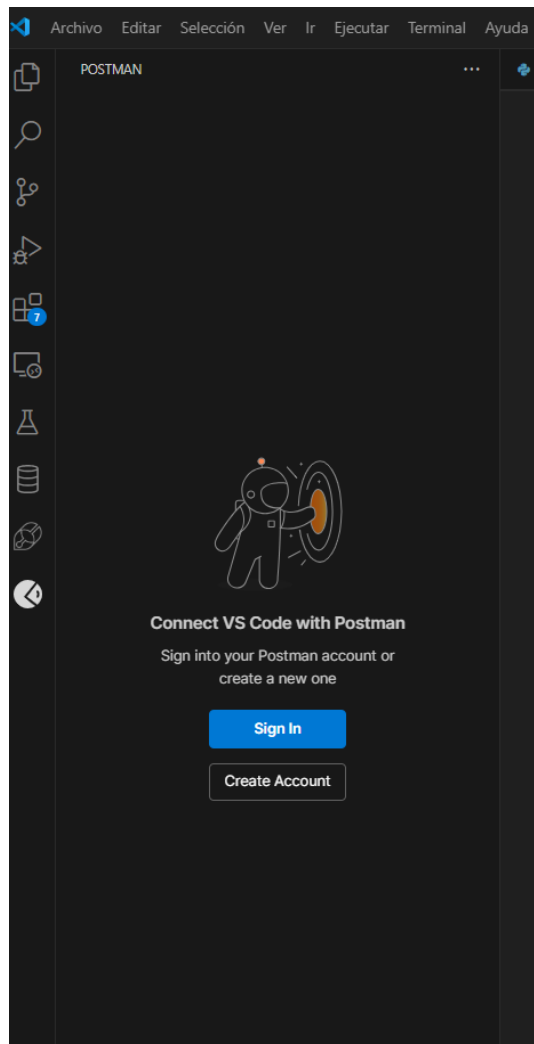 Archivo Editar Selección Ver Ir Ejecutar Terminal Ayuda
POSTMAN
7
Connect VS Code with Postman
Sign into your Postman account or
create a new one
Sign In
Create Account